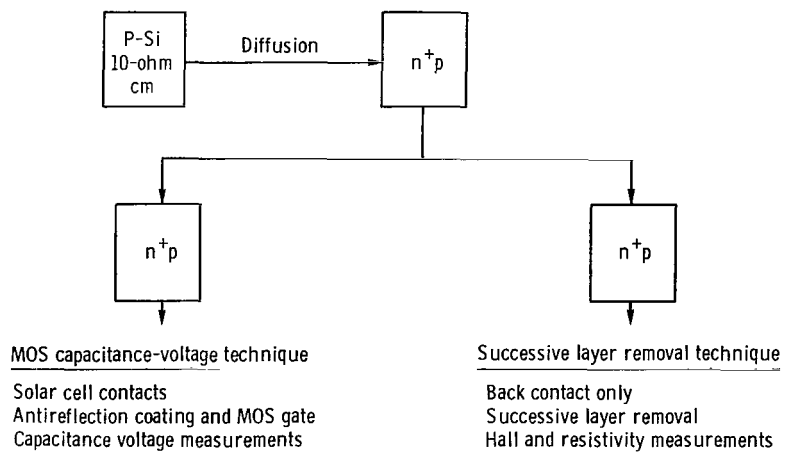 P-Si
10-ohm
cm
Diffusion
n⁺p
n⁺p
n⁺p
MOS capacitance-voltage technique
Solar cell contacts
Antireflection coating and MOS gate
Capacitance voltage measurements
Successive layer removal technique
Back contact only
Successive layer removal
Hall and resistivity measurements